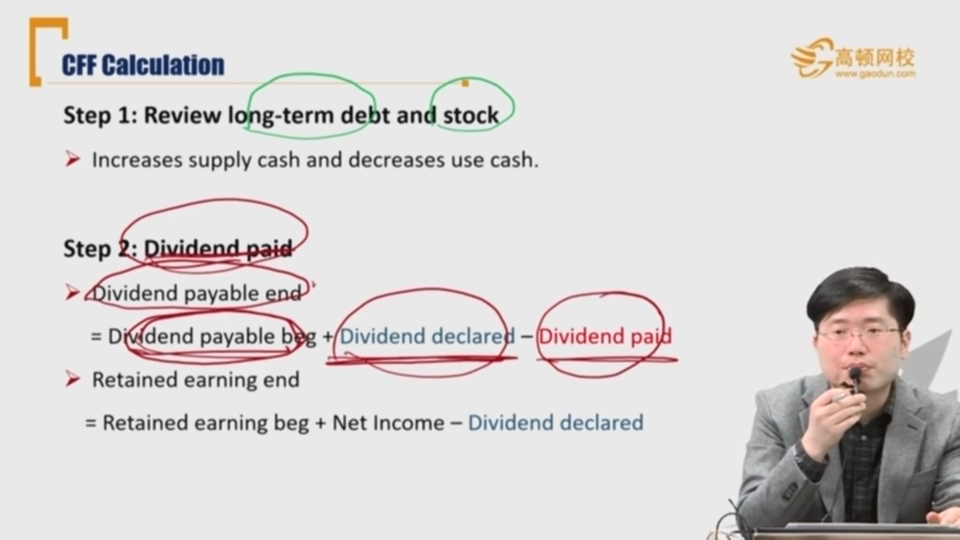 CFF Calculation
高顿网校
www.gaodun.com
Step 1: Review long-term debt and stock
Increases supply cash and decreases use cash.
Step 2: Dividend paid
Dividend payable end
= Dividend payable beg + Dividend declared – Dividend paid
Retained earning end
= Retained earning beg + Net Income – Dividend declared